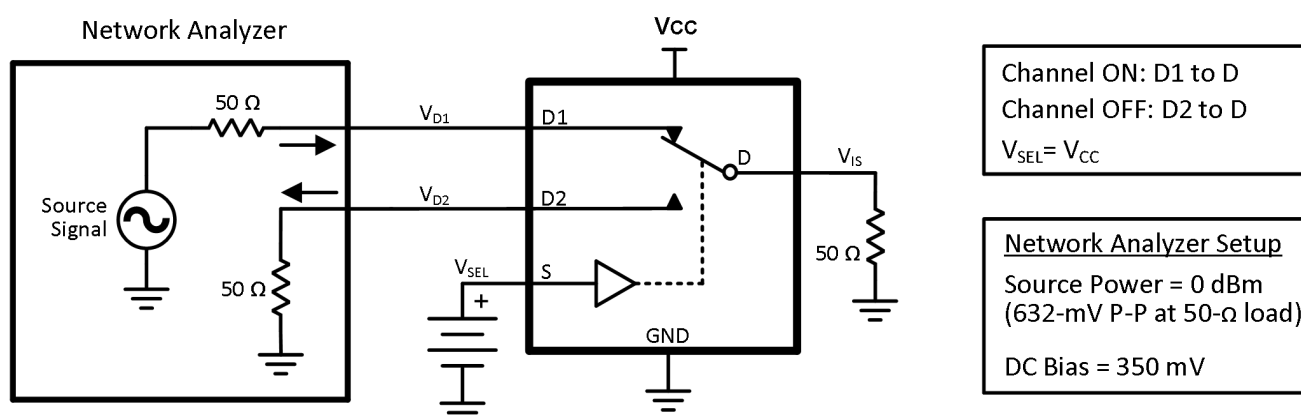 Network Analyzer
Vcc
50 Ω
V_D1
D1
D
V_IS
V_D2
D2
Source
Signal
50 Ω
V_SEL
S
+
50 Ω
GND
Channel ON: D1 to D
Channel OFF: D2 to D
V_SEL= V_CC
Network Analyzer Setup
Source Power = 0 dBm
(632-mV P-P at 50-Ω load)
DC Bias = 350 mV